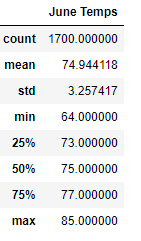 June Temps
count 1700.000000
mean 74.944118
std 3.257417
min 64.000000
25% 73.000000
50% 75.000000
75% 77.000000
max 85.000000